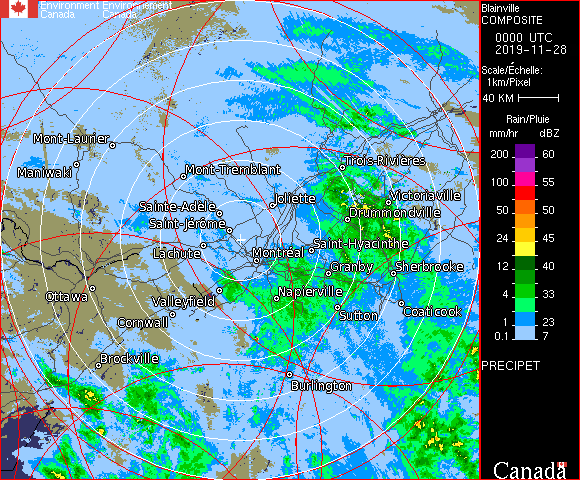 Environment Environnement
Canada Canada
Blainville
COMPOSITE
0000 UTC
2019-11-28
Scale/Échelle:
1km/Pixel
40 KM
Rain/Pluie
mm/hr dBZ
200 60
100 55
50 50
24 45
12 40
4 33
1 23
0.1 7
PRECIPET
Canada
Mont-Laurier
Maniwaki
Mont-Tremblant
Trois-Rivières
Sainte-Adèle
Joliette
Victoriaville
Saint-Jérôme
Drummondville
Lachute
Montréal
Saint-Hyacinthe
Granby
Sherbrooke
Ottawa
Valleyfield
Napierville
Cornwall
Sutton
Coaticook
Brockville
Burlington